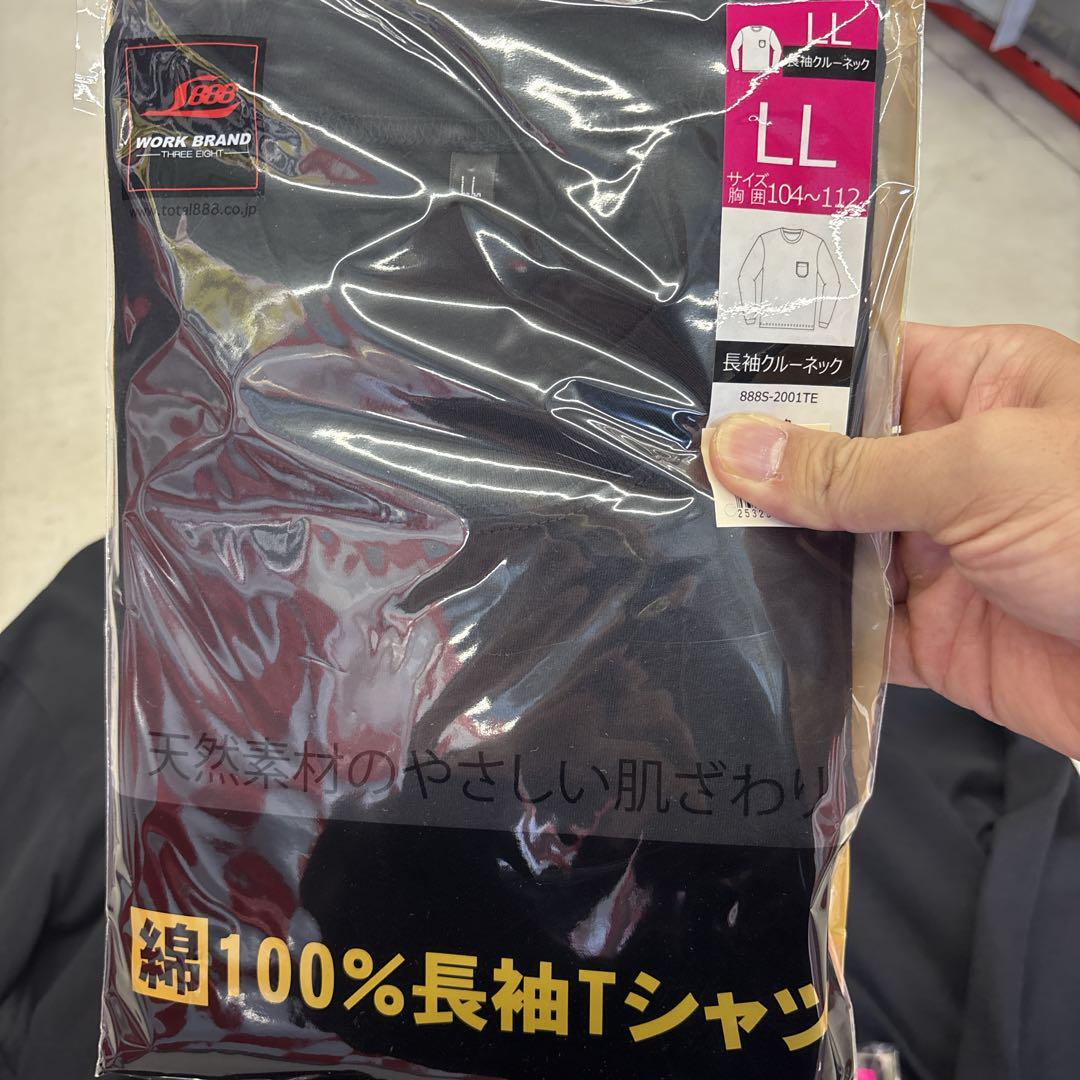 888
WORK BRAND
THREE EIGHT
www.total888.co.jp
LL
LL
長袖クルーネック
LL
サイズ
胸囲104～112
長袖クルーネック
888S-2001TE
天然素材のやさしい肌ざわり
綿100%長袖Tシャツ